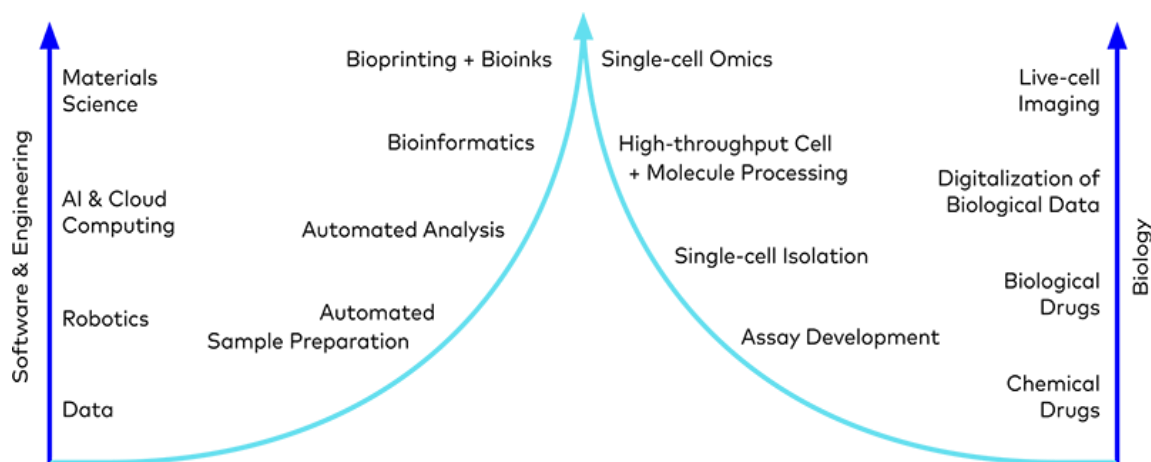 Software & Engineering
Materials
Science
AI & Cloud
Computing
Robotics
Data
Bioprinting + Bioinks
Bioinformatics
Automated Analysis
Automated
Sample Preparation
Single-cell Omics
High-throughput Cell
+ Molecule Processing
Single-cell Isolation
Assay Development
Live-cell
Imaging
Digitalization of
Biological Data
Biological
Drugs
Chemical
Drugs
Biology